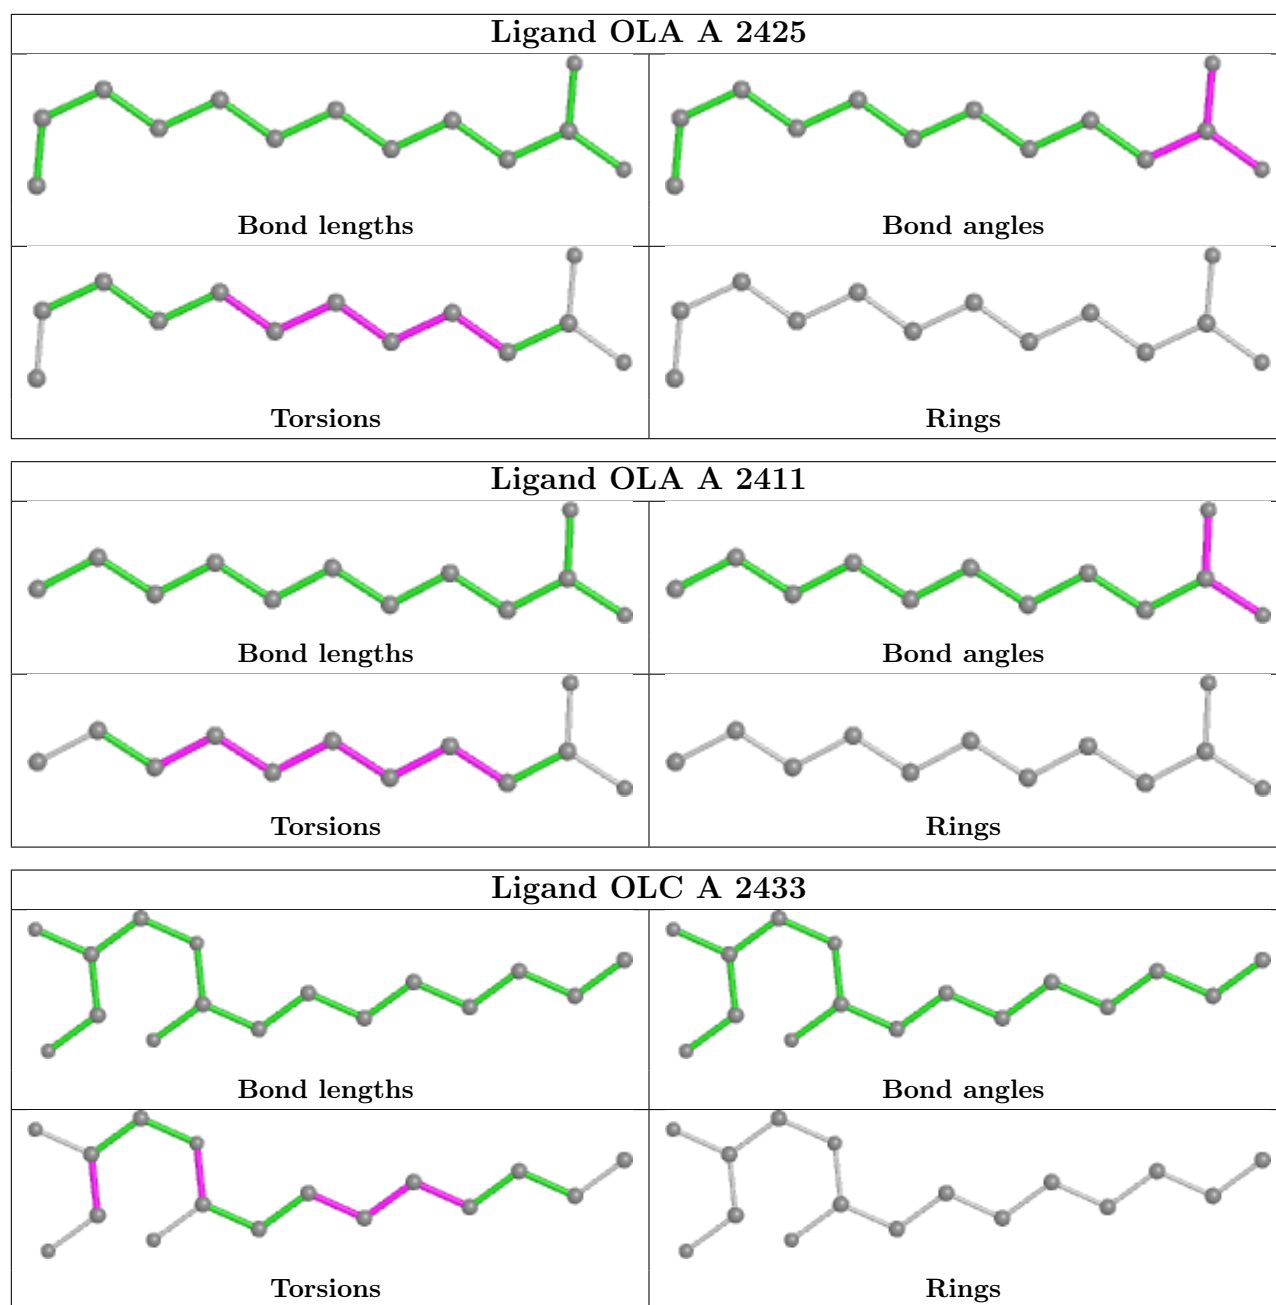 Ligand OLA A 2425
Bond lengths
Bond angles
Torsions
Rings
Ligand OLA A 2411
Bond lengths
Bond angles
Torsions
Rings
Ligand OLC A 2433
Bond lengths
Bond angles
Torsions
Rings